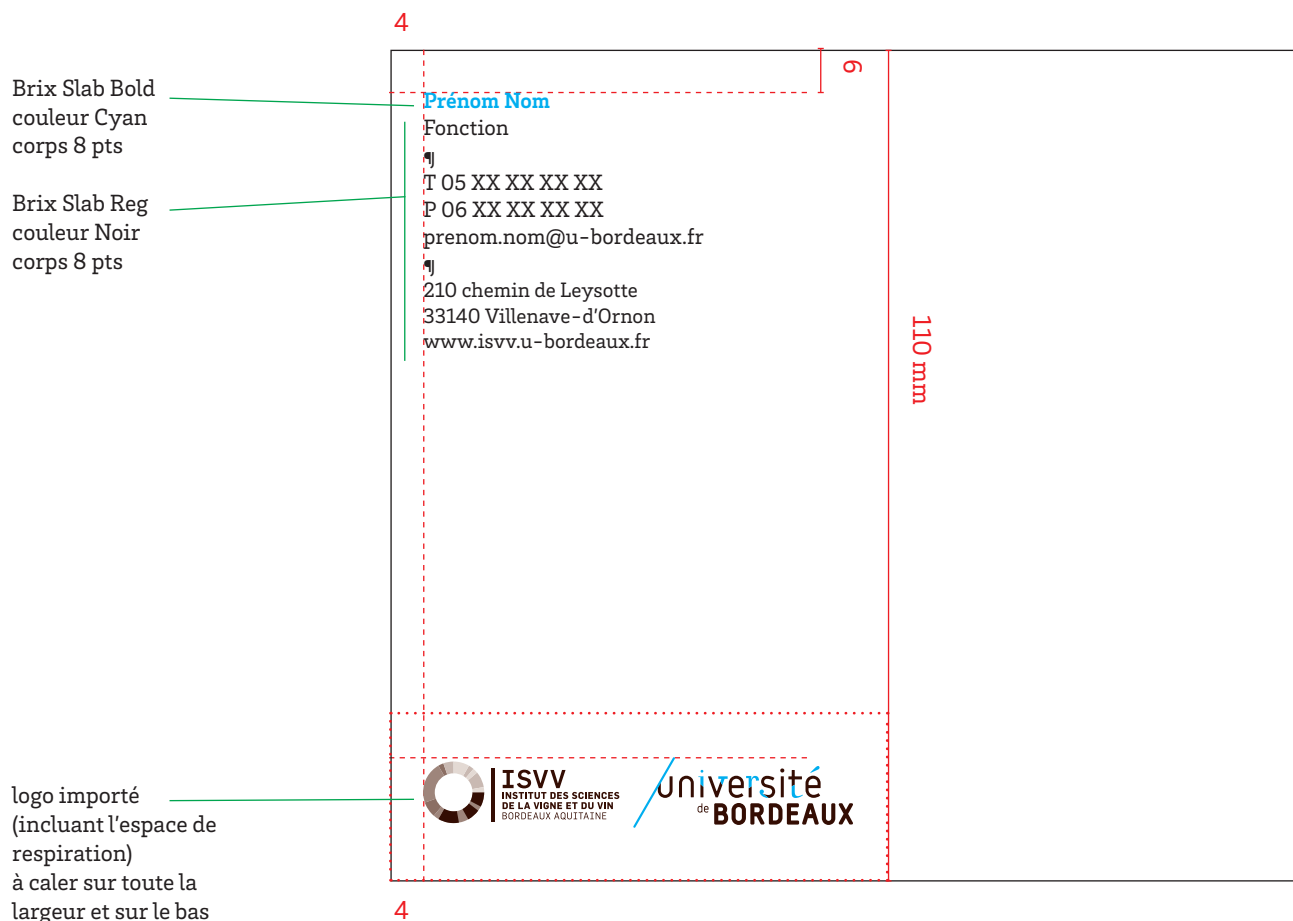 4
6
Brix Slab Bold
couleur Cyan
corps 8 pts
Brix Slab Reg
couleur Noir
corps 8 pts
Prénom Nom
Fonction
¶
T 05 XX XX XX XX
P 06 XX XX XX XX
prenom.nom@u-bordeaux.fr
¶
210 chemin de Leysotte
33140 Villenave-d'Ornon
www.isvv.u-bordeaux.fr
110 mm
logo importé
(incluant l'espace de
respiration)
à caler sur toute la
largeur et sur le bas
ISVV
INSTITUT DES SCIENCES
DE LA VIGNE ET DU VIN
BORDEAUX AQUITAINE
université
de BORDEAUX
4